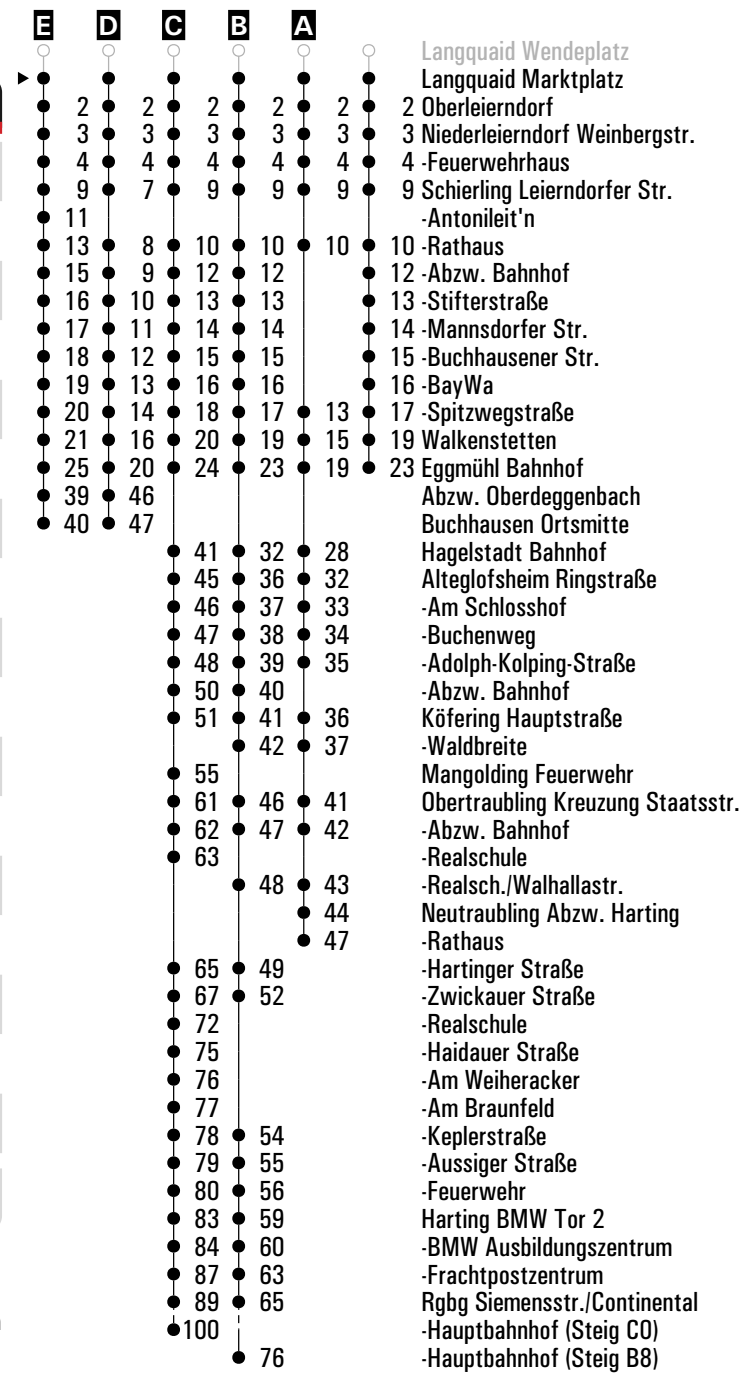 E D C B A
Langquaid Wendeplatz
Langquaid Marktplatz
2 2 2 2 2 2 Oberleierndorf
3 3 3 3 3 3 Niederleierndorf Weinbergstr.
4 4 4 4 4 4 -Feuerwehrhaus
9 7 9 9 9 9 Schierling Leierndorfer Str.
11 -Antonileit'n
13 8 10 10 10 10 -Rathaus
15 9 12 12 12 -Abzw. Bahnhof
16 10 13 13 13 -Stifterstraße
17 11 14 14 14 -Mannsdorfer Str.
18 12 15 15 15 -Buchhausener Str.
19 13 16 16 16 -BayWa
20 14 18 17 13 17 -Spitzwegstraße
21 16 20 19 15 19 Walkenstetten
25 20 24 23 19 23 Eggmühl Bahnhof
39 46 Abzw. Oberdeggenbach
40 47 Buchhausen Ortsmitte
41 32 28 Hagelstadt Bahnhof
45 36 32 Alteglofsheim Ringstraße
46 37 33 -Am Schlosshof
47 38 34 -Buchenweg
48 39 35 -Adolph-Kolping-Straße
50 40 -Abzw. Bahnhof
51 41 36 Köfering Hauptstraße
42 37 -Waldbreite
55 Mangolding Feuerwehr
61 46 41 Obertraubling Kreuzung Staatsstr.
62 47 42 -Abzw. Bahnhof
63 -Realschule
48 43 -Realsch./Walhallastr.
44 Neutraubling Abzw. Harting
47 -Rathaus
65 49 -Hartinger Straße
67 52 -Zwickauer Straße
72 -Realschule
75 -Haidauer Straße
76 -Am Weiheracker
77 -Am Braunfeld
78 54 -Keplerstraße
79 55 -Aussiger Straße
80 56 -Feuerwehr
83 59 Harting BMW Tor 2
84 60 -BMW Ausbildungszentrum
87 63 -Frachtpostzentrum
89 65 Rgbg Siemensstr./Continental
100 -Hauptbahnhof (Steig C0)
76 -Hauptbahnhof (Steig B8)